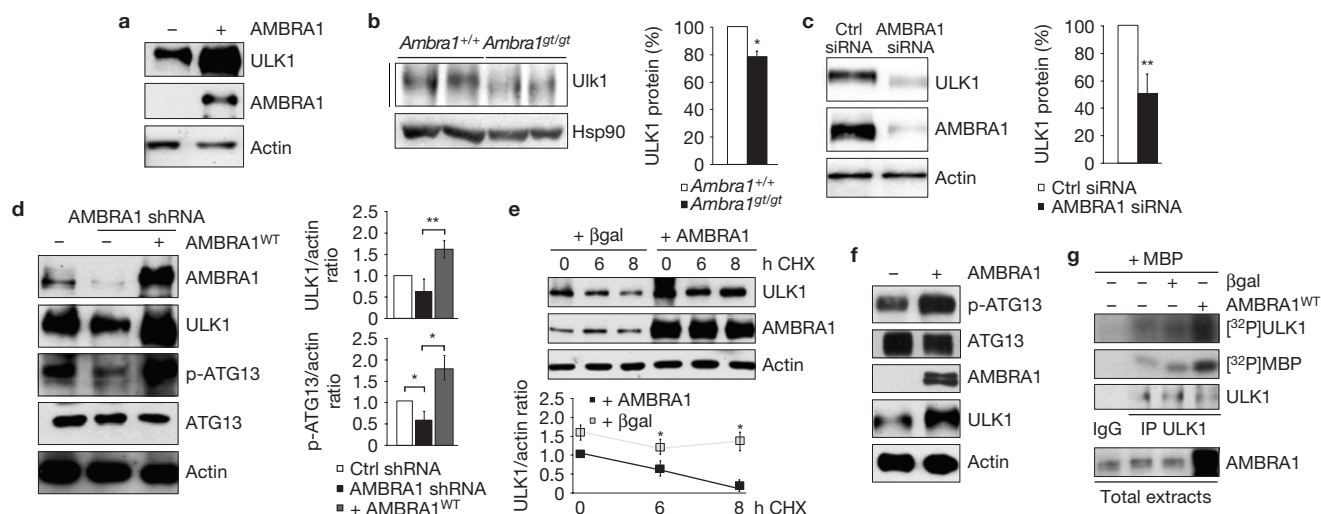 a
AMBRA1
– +
ULK1
AMBRA1
Actin
b
Ambra1+/+ Ambra1gt/gt
Ulk1
Hsp90
ULK1 protein (%)
100
80
60
40
20
0
*
Ambra1+/+
Ambra1gt/gt
c
Ctrl siRNA
AMBRA1 siRNA
ULK1
AMBRA1
Actin
ULK1 protein (%)
100
80
60
40
20
0
**
Ctrl siRNA
AMBRA1 siRNA
d
AMBRA1 shRNA
– – + AMBRA1WT
AMBRA1
ULK1
p-ATG13
ATG13
Actin
ULK1/actin
ratio
2.5
2.0
1.5
1.0
0.5
0
**
p-ATG13/actin
ratio
2.5
2.0
1.5
1.0
0.5
0
* *
Ctrl shRNA
AMBRA1 shRNA
+ AMBRA1WT
e
+ βgal + AMBRA1
0 6 8 0 6 8 h CHX
ULK1
AMBRA1
Actin
ULK1/actin ratio
+ AMBRA1
+ βgal
2.5
2.0
1.5
1.0
0.5
0
* *
0 6 8 h CHX
f
– + AMBRA1
p-ATG13
ATG13
AMBRA1
ULK1
Actin
g
+ MBP
– – + – βgal
– – – + AMBRA1WT
[32P]ULK1
[32P]MBP
ULK1
IgG IP ULK1
AMBRA1
Total extracts